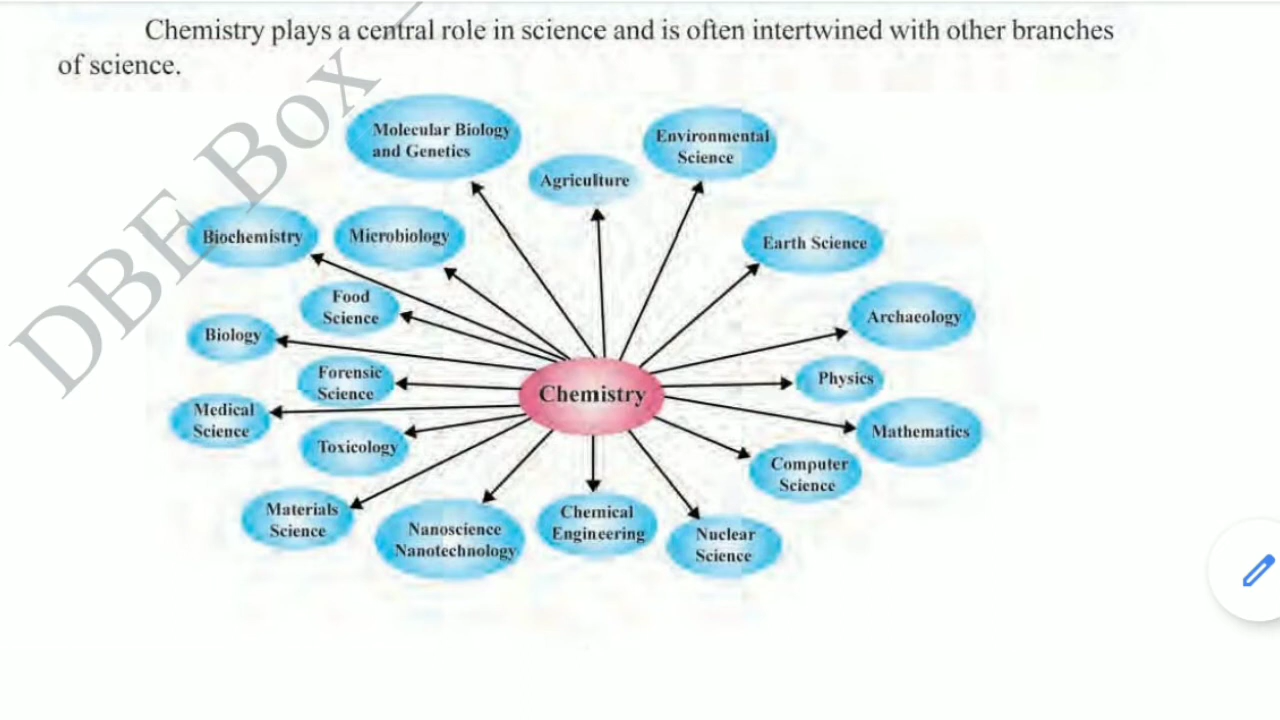 Chemistry plays a central role in science and is often intertwined with other branches
of science.
DBE Box
Molecular Biology
and Genetics
Agriculture
Environmental
Science
Biochemistry
Microbiology
Earth Science
Food
Science
Archaeology
Biology
Forensic
Science
Chemistry
Physics
Medical
Science
Mathematics
Toxicology
Computer
Science
Materials
Science
Nanoscience
Nanotechnology
Chemical
Engineering
Nuclear
Science